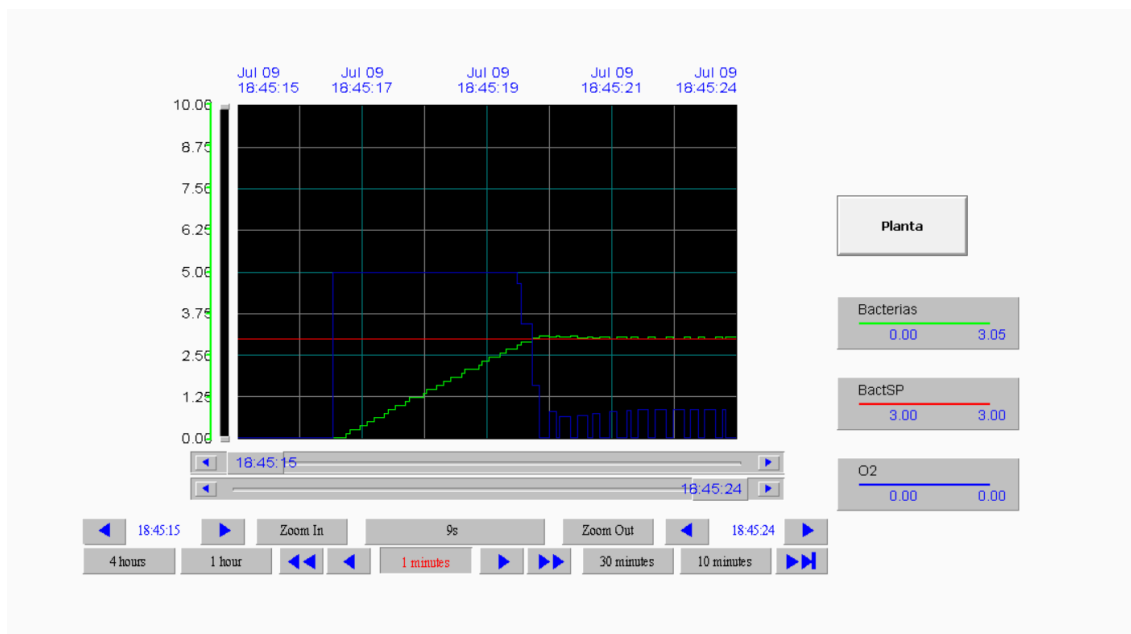 Jul 09 Jul 09 Jul 09 Jul 09 Jul 09
18:45:15 18:45:17 18:45:19 18:45:21 18:45:24
10.00
8.75
7.50
6.25
5.00
3.75
2.50
1.25
0.00
Planta
Bacterias
0.00 3.05
BactSP
3.00 3.00
O2
0.00 0.00
18:45:15
18:45:24
18:45:15 Zoom In 9s Zoom Out 18:45:24
4 hours 1 hour 1 minutes 30 minutes 10 minutes